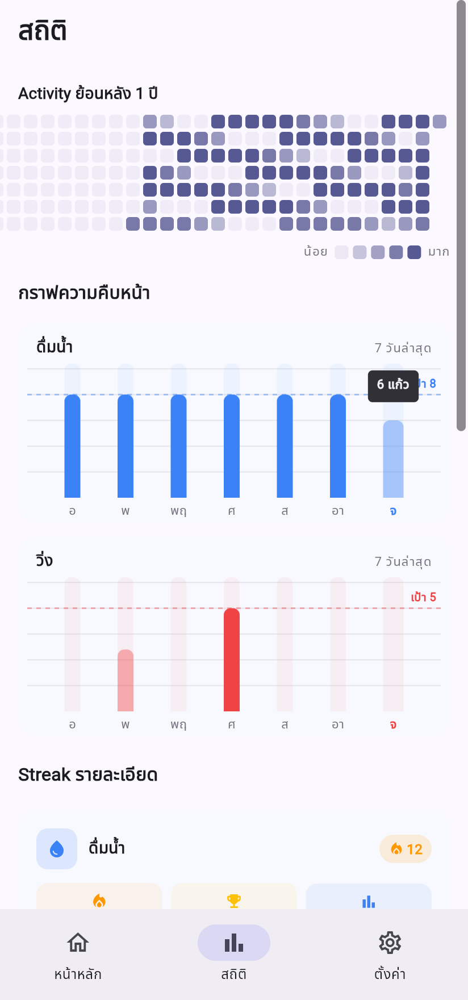 สถิติ
Activity ย้อนหลัง 1 ปี
น้อย มาก
กราฟความคืบหน้า
ดื่มน้ำ 7 วันล่าสุด
6 แก้ว 8
อ พ พฤ ศ ส อา จ
วิ่ง 7 วันล่าสุด
เป้า 5
อ พ พฤ ศ ส อา จ
Streak รายละเอียด
ดื่มน้ำ 12
หน้าหลัก สถิติ ตั้งค่า